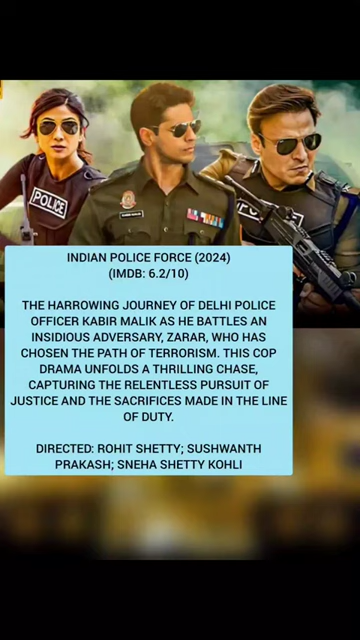 POLICE
INDIAN POLICE FORCE (2024)
(IMDB: 6.2/10)
THE HARROWING JOURNEY OF DELHI POLICE
OFFICER KABIR MALIK AS HE BATTLES AN
INSIDIOUS ADVERSARY, ZARAR, WHO HAS
CHOSEN THE PATH OF TERRORISM. THIS COP
DRAMA UNFOLDS A THRILLING CHASE,
CAPTURING THE RELENTLESS PURSUIT OF
JUSTICE AND THE SACRIFICES MADE IN THE LINE
OF DUTY.
DIRECTED: ROHIT SHETTY; SUSHWANTH
PRAKASH; SNEHA SHETTY KOHLI